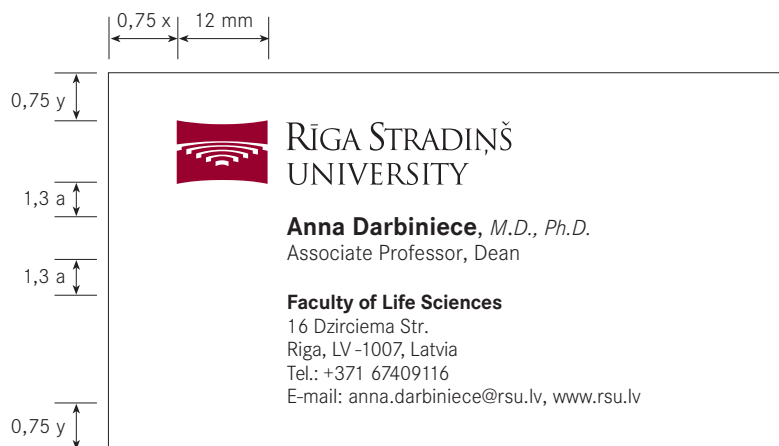 0,75 x 12 mm
0,75 y
RĪGA STRADIŅŠ
UNIVERSITY
1,3 a
Anna Darbiniece, M.D., Ph.D.
Associate Professor, Dean
1,3 a
Faculty of Life Sciences
16 Dzirciema Str.
Riga, LV -1007, Latvia
Tel.: +371 67409116
E-mail: anna.darbiniece@rsu.lv, www.rsu.lv
0,75 y